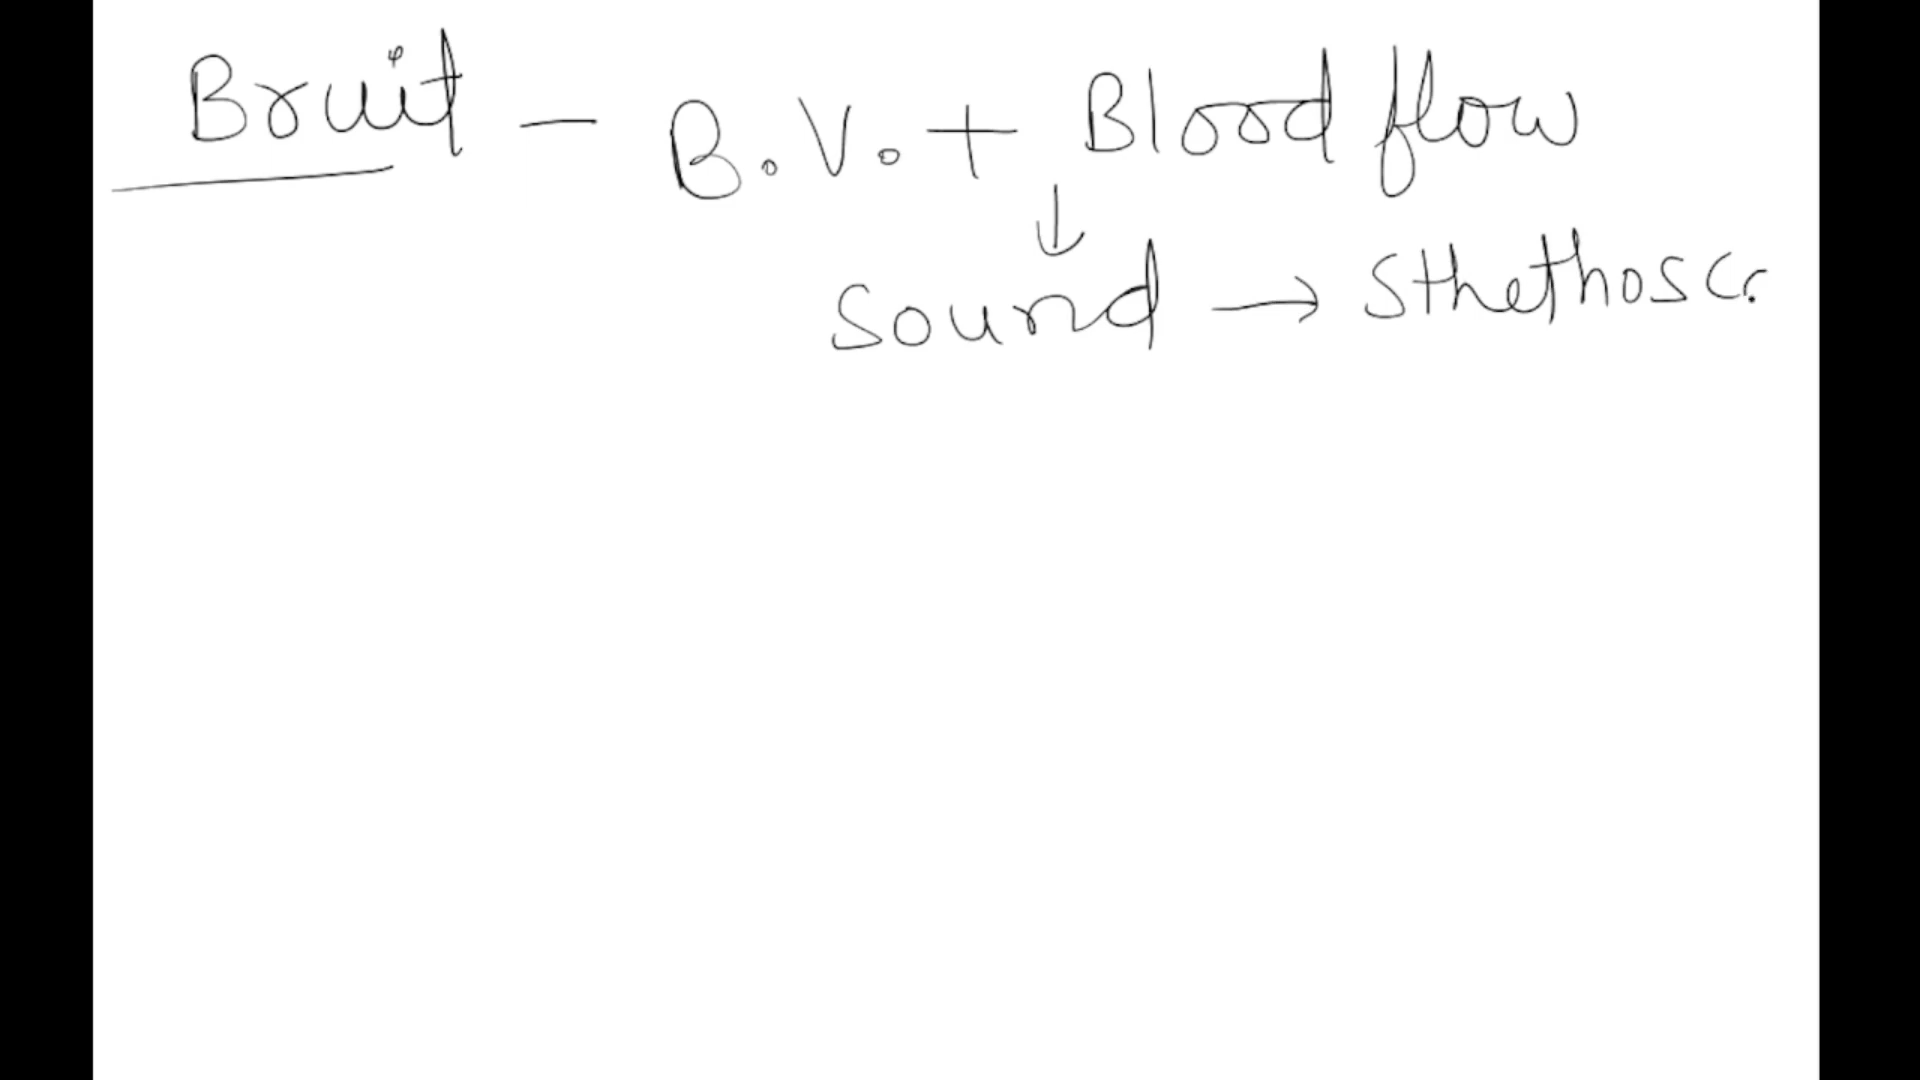 Bruit - B.V. + Blood flow
↓
Sound → Sthethosc.